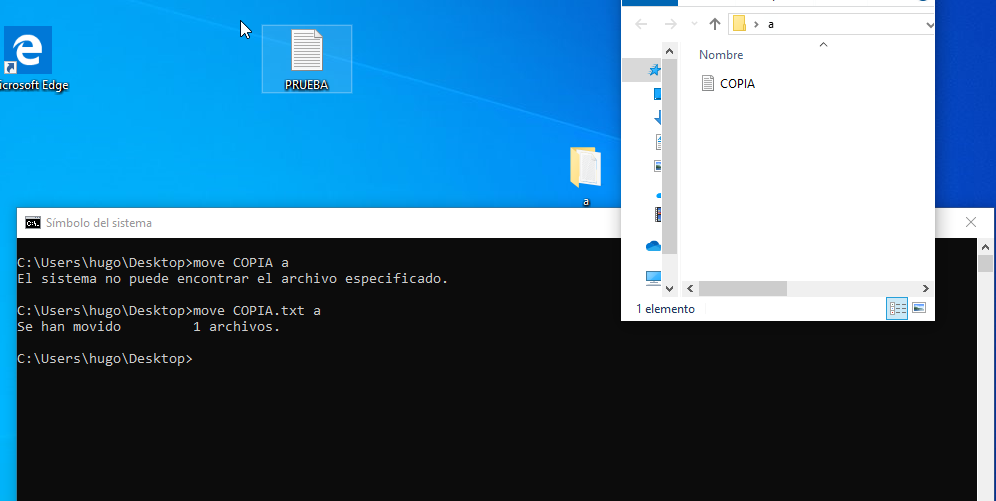 icrosoft Edge
PRUEBA
a
a
Nombre
COPIA
1 elemento
Símbolo del sistema
C:\Users\hugo\Desktop>move COPIA a
El sistema no puede encontrar el archivo especificado.
C:\Users\hugo\Desktop>move COPIA.txt a
Se han movido         1 archivos.
C:\Users\hugo\Desktop>